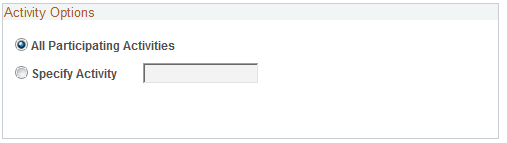 Activity Options
All Participating Activities
Specify Activity